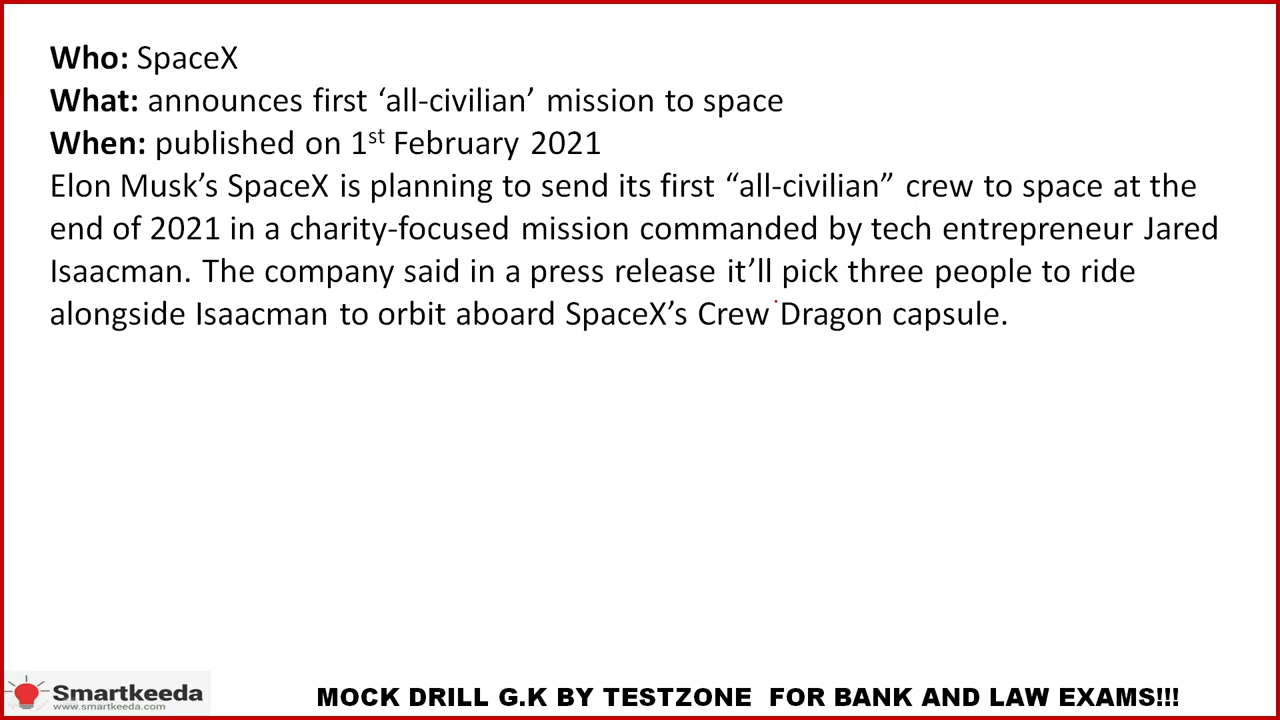 Who: SpaceX
What: announces first ‘all-civilian’ mission to space
When: published on 1st February 2021
Elon Musk’s SpaceX is planning to send its first “all-civilian” crew to space at the
end of 2021 in a charity-focused mission commanded by tech entrepreneur Jared
Isaacman. The company said in a press release it’ll pick three people to ride
alongside Isaacman to orbit aboard SpaceX’s Crew Dragon capsule.
Smartkeeda
www.smartkeeda.com
MOCK DRILL G.K BY TESTZONE FOR BANK AND LAW EXAMS!!!